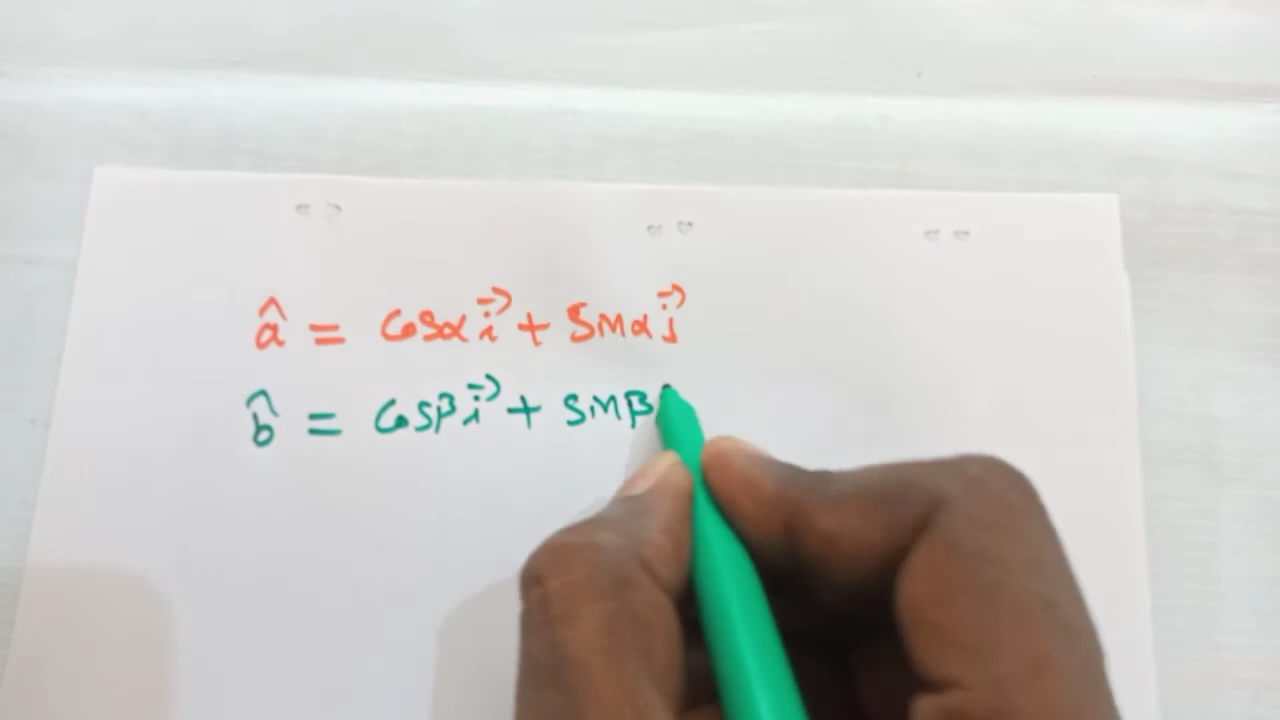 â = cosα i⃗ + sinα j⃗
b̂ = cosβ i⃗ + sinβ